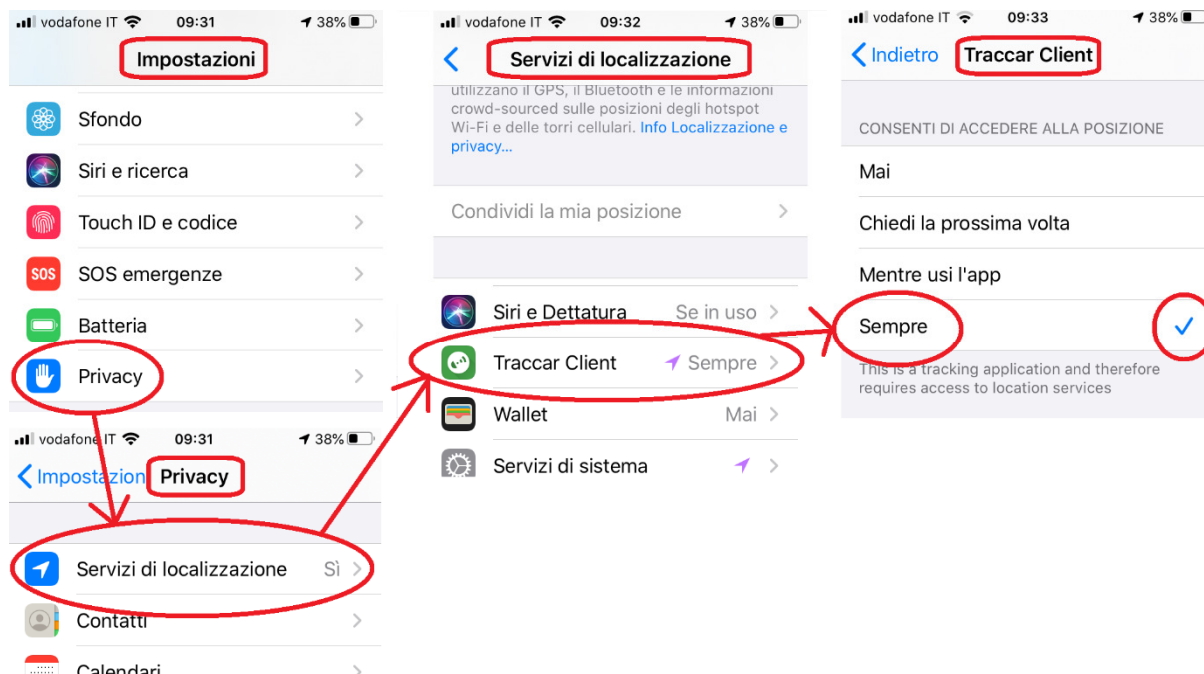 vodafone IT 09:31 38%
Impostazioni
Sfondo
Siri e ricerca
Touch ID e codice
SOS SOS emergenze
Batteria
Privacy
vodafone IT 09:31 38%
Impostazion Privacy
Servizi di localizzazione Sì
Contatti
Calendari
vodafone IT 09:32 38%
Servizi di localizzazione
utilizzano il GPS, il Bluetooth e le informazioni
crowd-sourced sulle posizioni degli hotspot
Wi-Fi e delle torri cellulari. Info Localizzazione e
privacy...
Condividi la mia posizione
Siri e Dettatura Se in uso
Traccar Client Sempre
Wallet Mai
Servizi di sistema
vodafone IT 09:33 38%
Indietro Traccar Client
CONSENTI DI ACCEDERE ALLA POSIZIONE
Mai
Chiedi la prossima volta
Mentre usi l'app
Sempre
This is a tracking application and therefore
requires access to location services